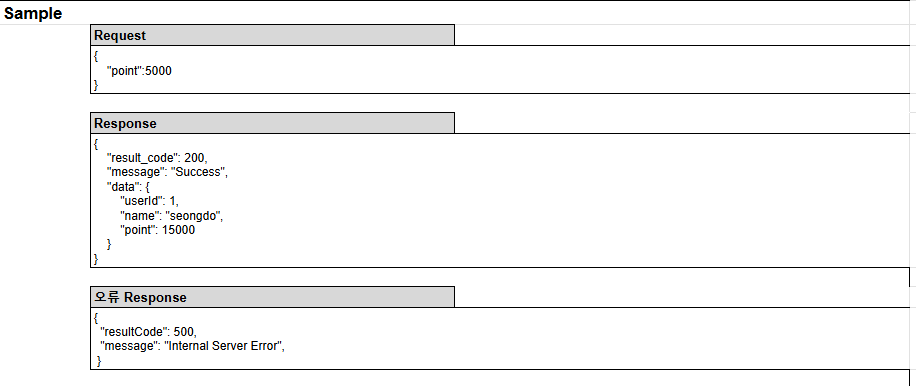 Sample
Request
{
"point":5000
}
Response
{
"result_code": 200,
"message": "Success",
"data": {
"userId": 1,
"name": "seongdo",
"point": 15000
}
}
오류 Response
{
"resultCode": 500,
"message": "Internal Server Error",
}